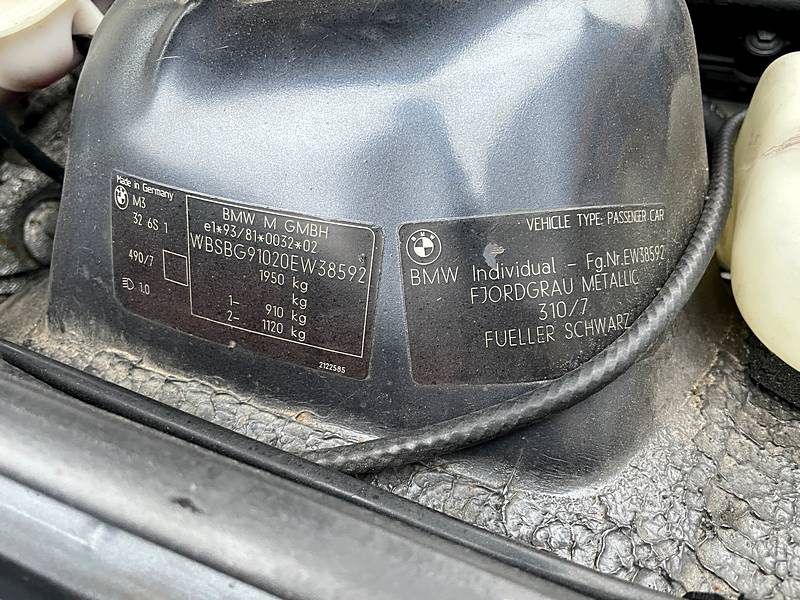 Made in Germany
M3
32 6S 1
490/7
1.0
BMW M GMBH
e1*93/81*0032*02
WBSBG91020EW38592
1950 kg
kg
1- 910 kg
2- 1120 kg
2122585
VEHICLE TYPE: PASSENGER CAR
BMW Individual - Fg.Nr.EW38592
FJORDGRAU METALLIC
310/7
FUELLER SCHWARZ